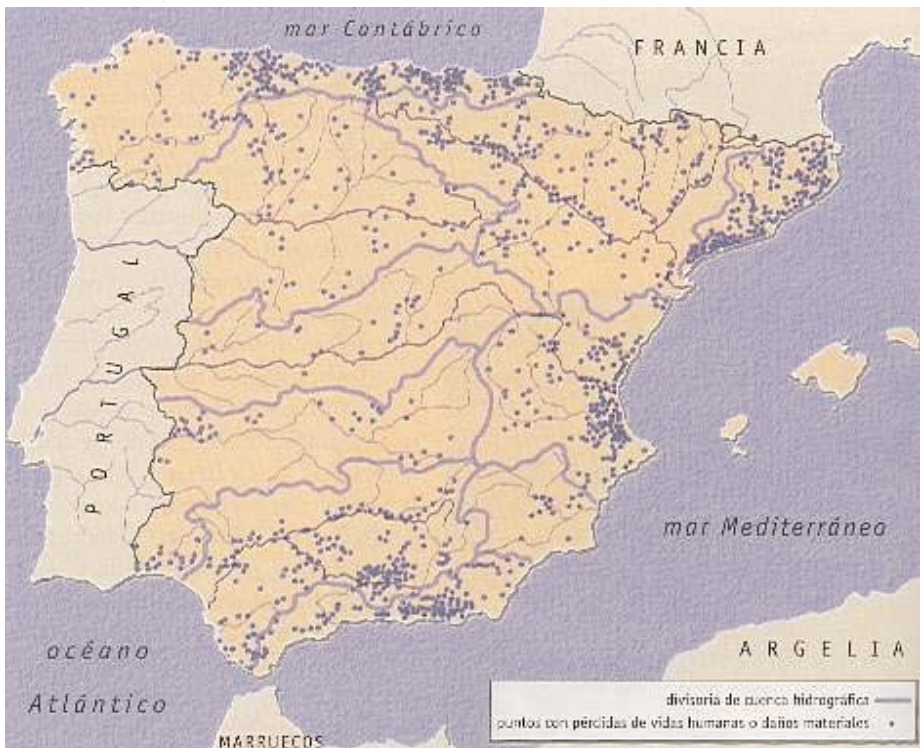 mar Cantábrico
FRANCIA
PORTUGAL
mar Mediterráneo
océano
Atlántico
ARGELIA
MARRUECOS
divisoria de cuenca hidrográfica
puntos con pérdidas de vidas humanas o daños materiales